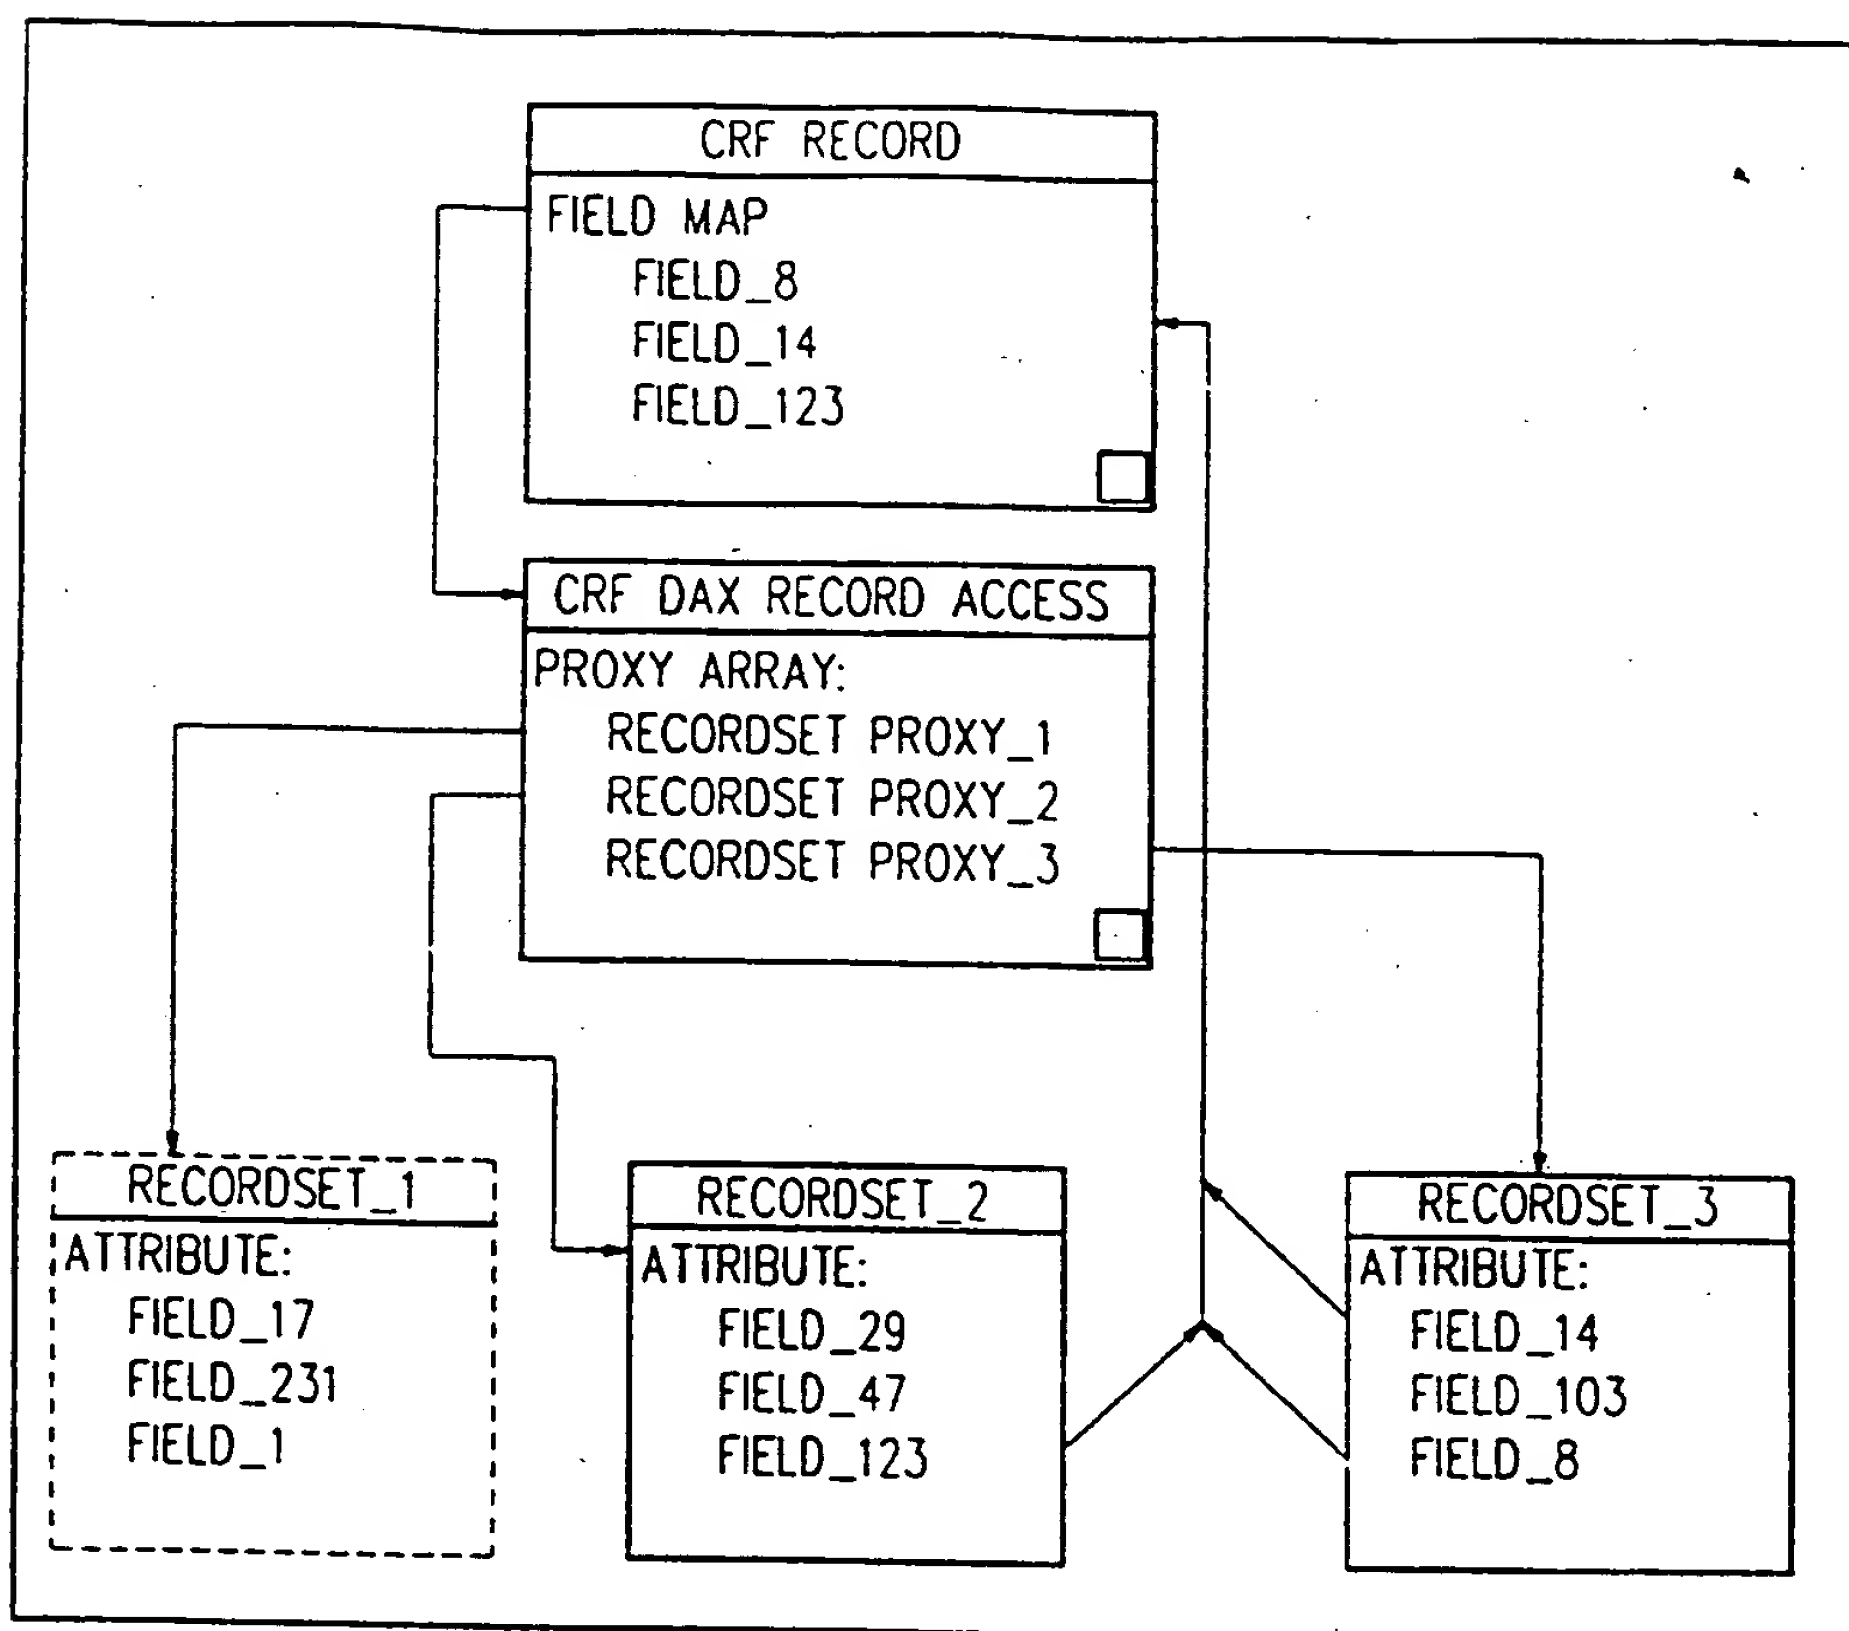 CRF RECORD
FIELD MAP
FIELD_8
FIELD_14
FIELD_123
CRF DAX RECORD ACCESS
PROXY ARRAY:
RECORDSET PROXY_1
RECORDSET PROXY_2
RECORDSET PROXY_3
RECORDSET_1
ATTRIBUTE:
FIELD_17
FIELD_231
FIELD_1
RECORDSET_2
ATTRIBUTE:
FIELD_29
FIELD_47
FIELD_123
RECORDSET_3
ATTRIBUTE:
FIELD_14
FIELD_103
FIELD_8